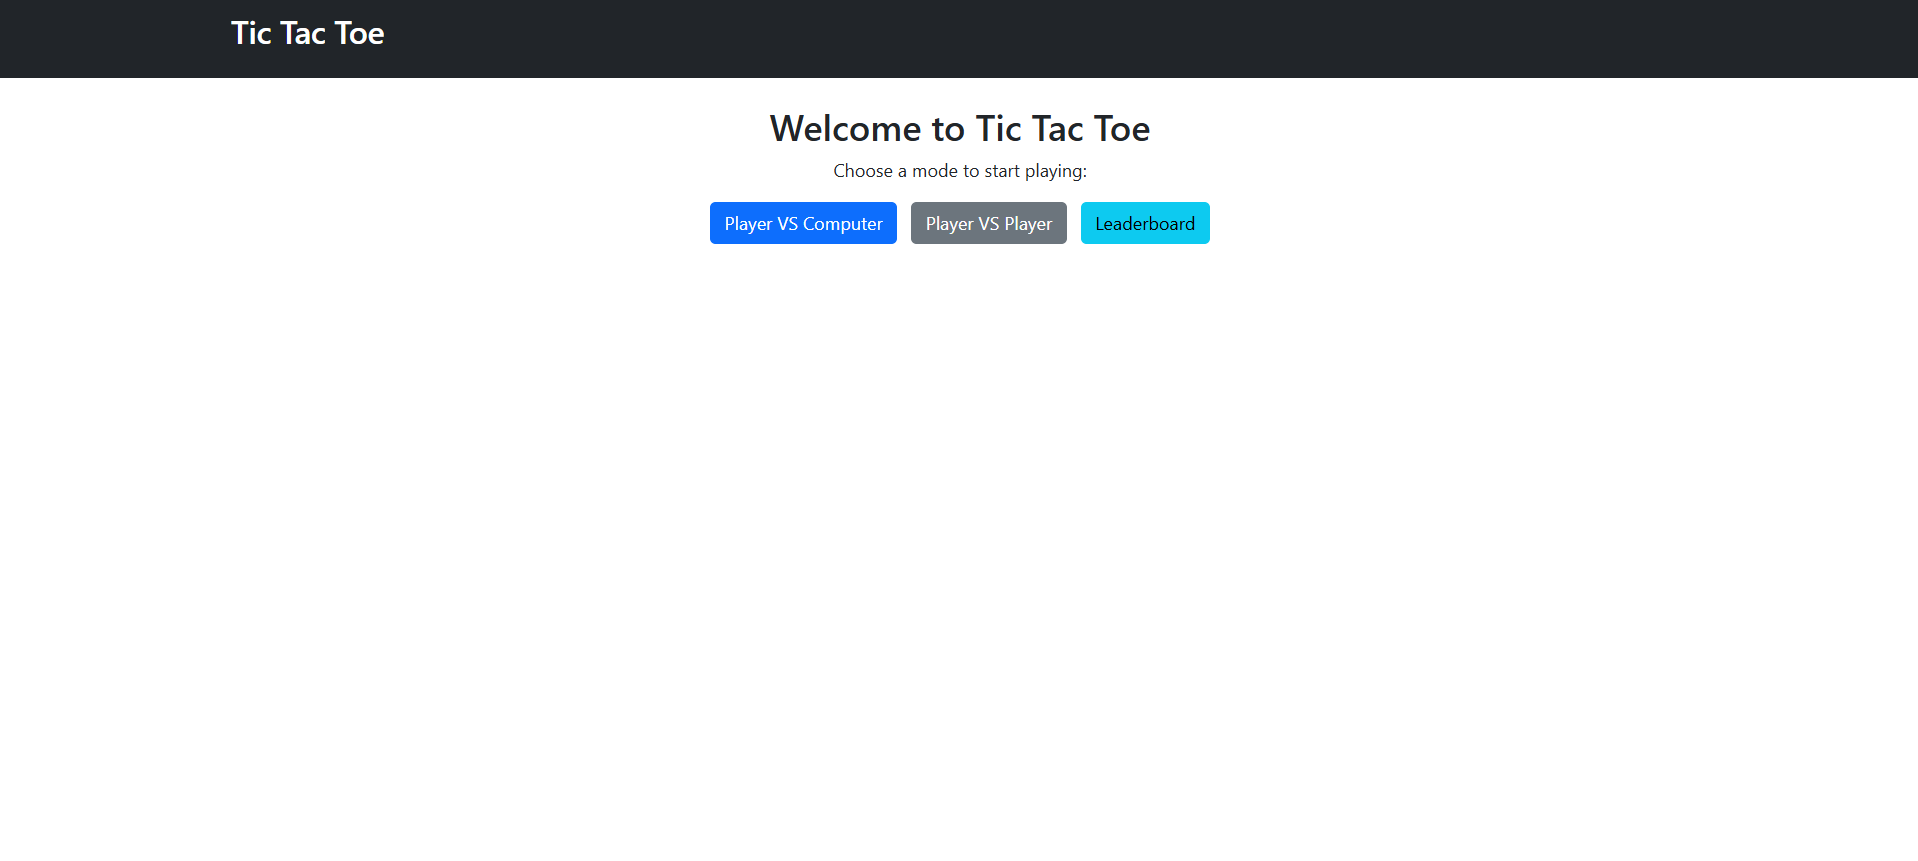 Tic Tac Toe
Welcome to Tic Tac Toe
Choose a mode to start playing:
Player VS Computer Player VS Player Leaderboard